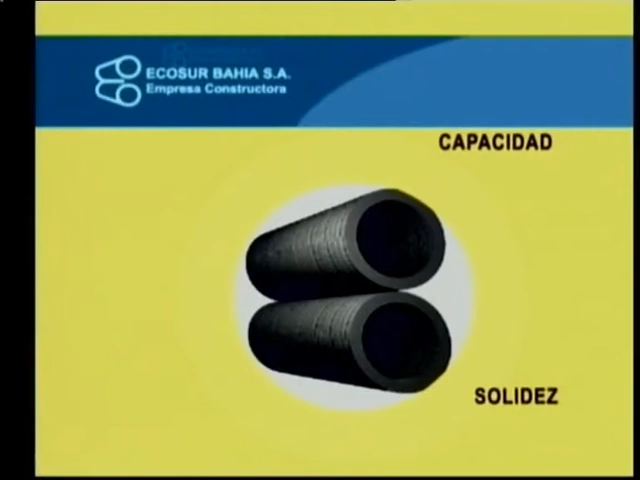 ECOSUR BAHIA S.A.
Empresa Constructora
CAPACIDAD
SOLIDEZ